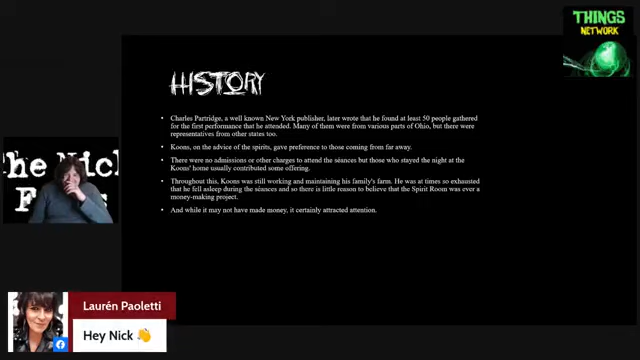 THINGS
NETWORK
HISTORY
• Charles Partridge, a well known New York publisher, later wrote that he found at least 50 people gathered
for the first performance that he attended. Many of them were from various parts of Ohio, but there were
representatives from other states too.
• Koons, on the advice of the spirits, gave preference to those coming from far away.
• There were no admissions or other charges to attend the séances but those who stayed the night at the
Koons' home usually contributed some offering.
• Throughout this, Koons was still working and maintaining his family's farm. He was at times so exhausted
that he fell asleep during the séances and so there is little reason to believe that the Spirit Room was ever a
money-making project.
• And while it may not have made money, it certainly attracted attention.
The Nick
Laurén Paoletti
Hey Nick 👋